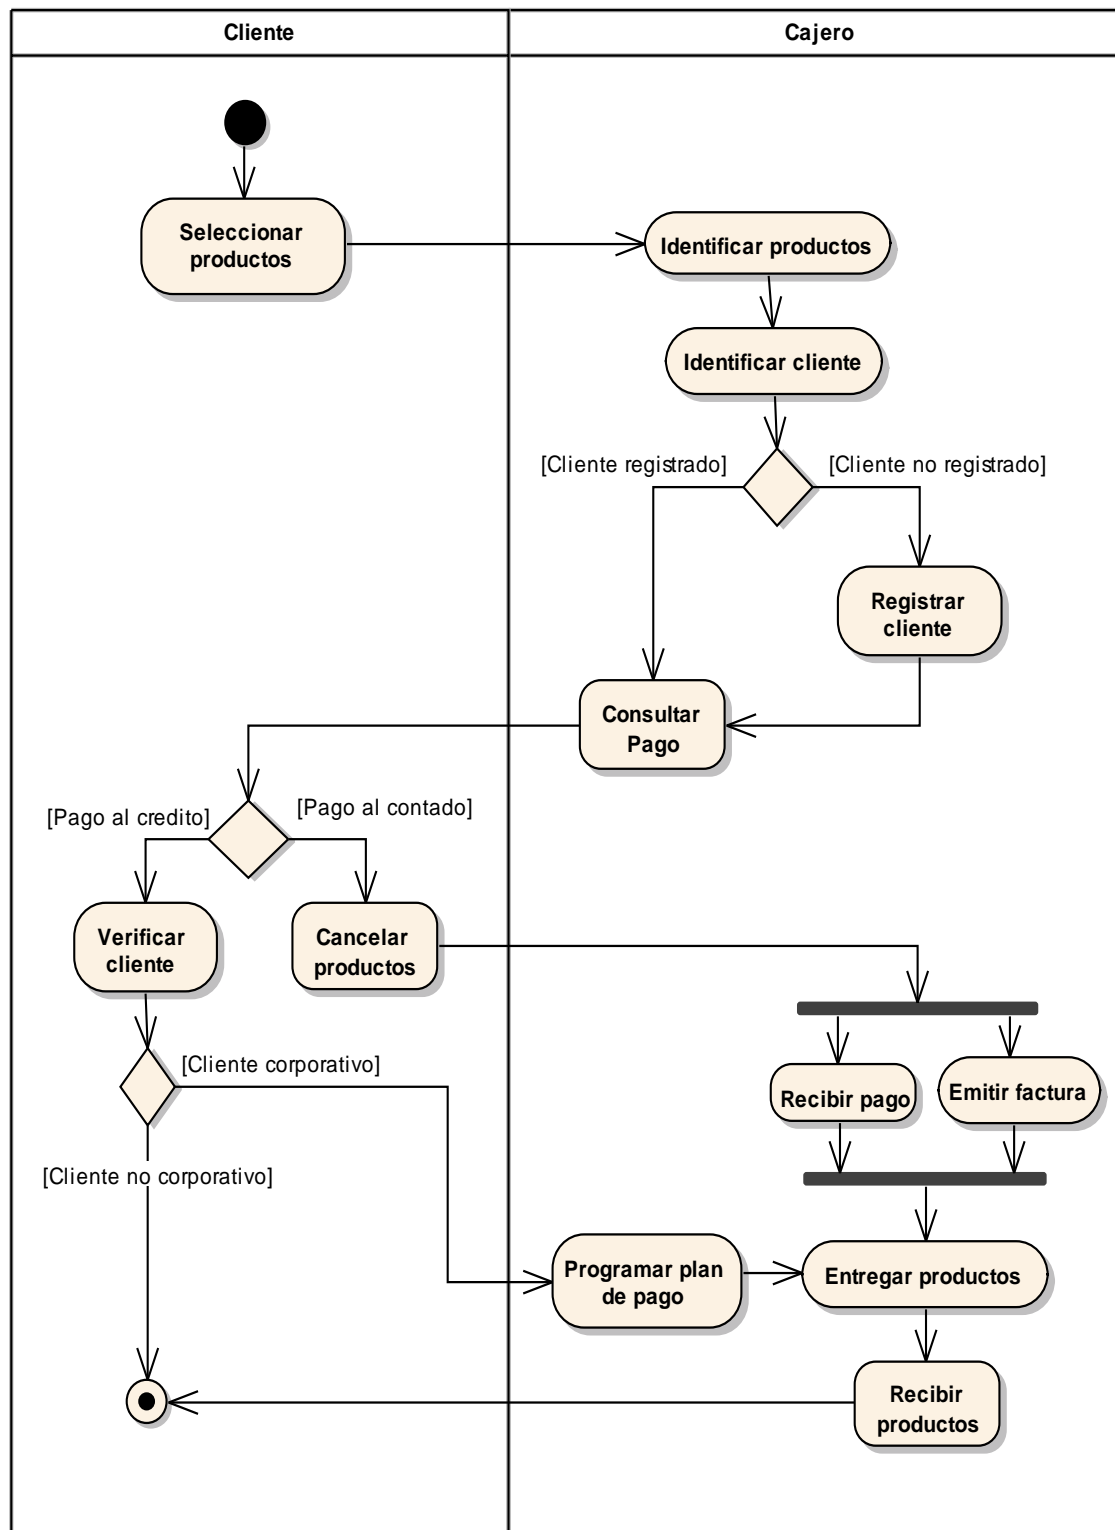 Cliente
Cajero
Seleccionar
productos
Identificar productos
Identificar cliente
[Cliente registrado]
[Cliente no registrado]
Registrar
cliente
Consultar
Pago
[Pago al credito]
[Pago al contado]
Verificar
cliente
Cancelar
productos
[Cliente corporativo]
Recibir pago
Emitir factura
[Cliente no corporativo]
Programar plan
de pago
Entregar productos
Recibir
productos